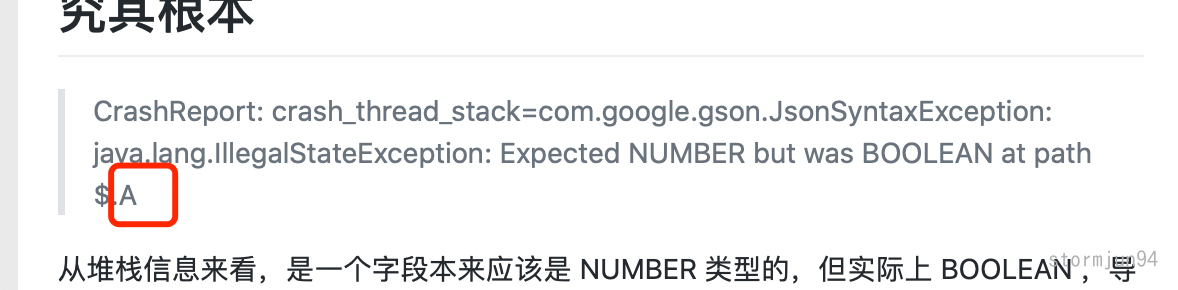 究其根本
CrashReport: crash_thread_stack=com.google.gson.JsonSyntaxException:
java.lang.IllegalStateException: Expected NUMBER but was BOOLEAN at path
$.A
从堆栈信息来看，是一个字段本来应该是 NUMBER 类型的，但实际上 BOOLEAN ，导
stormjun94